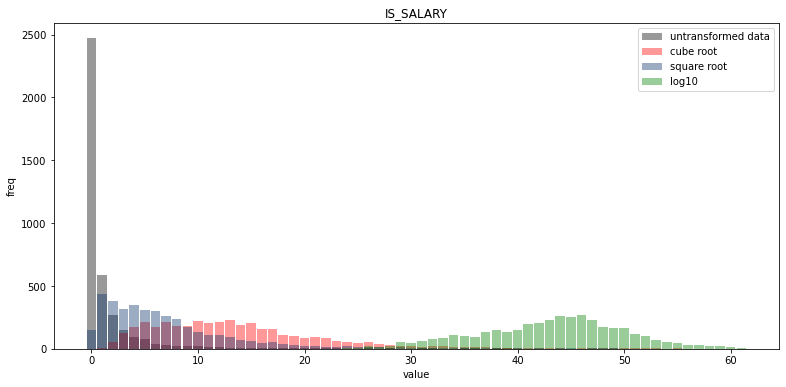 IS_SALARY
untransformed data
cube root
square root
log10
2500
2000
1500
1000
500
0
freq
0 10 20 30 40 50 60
value